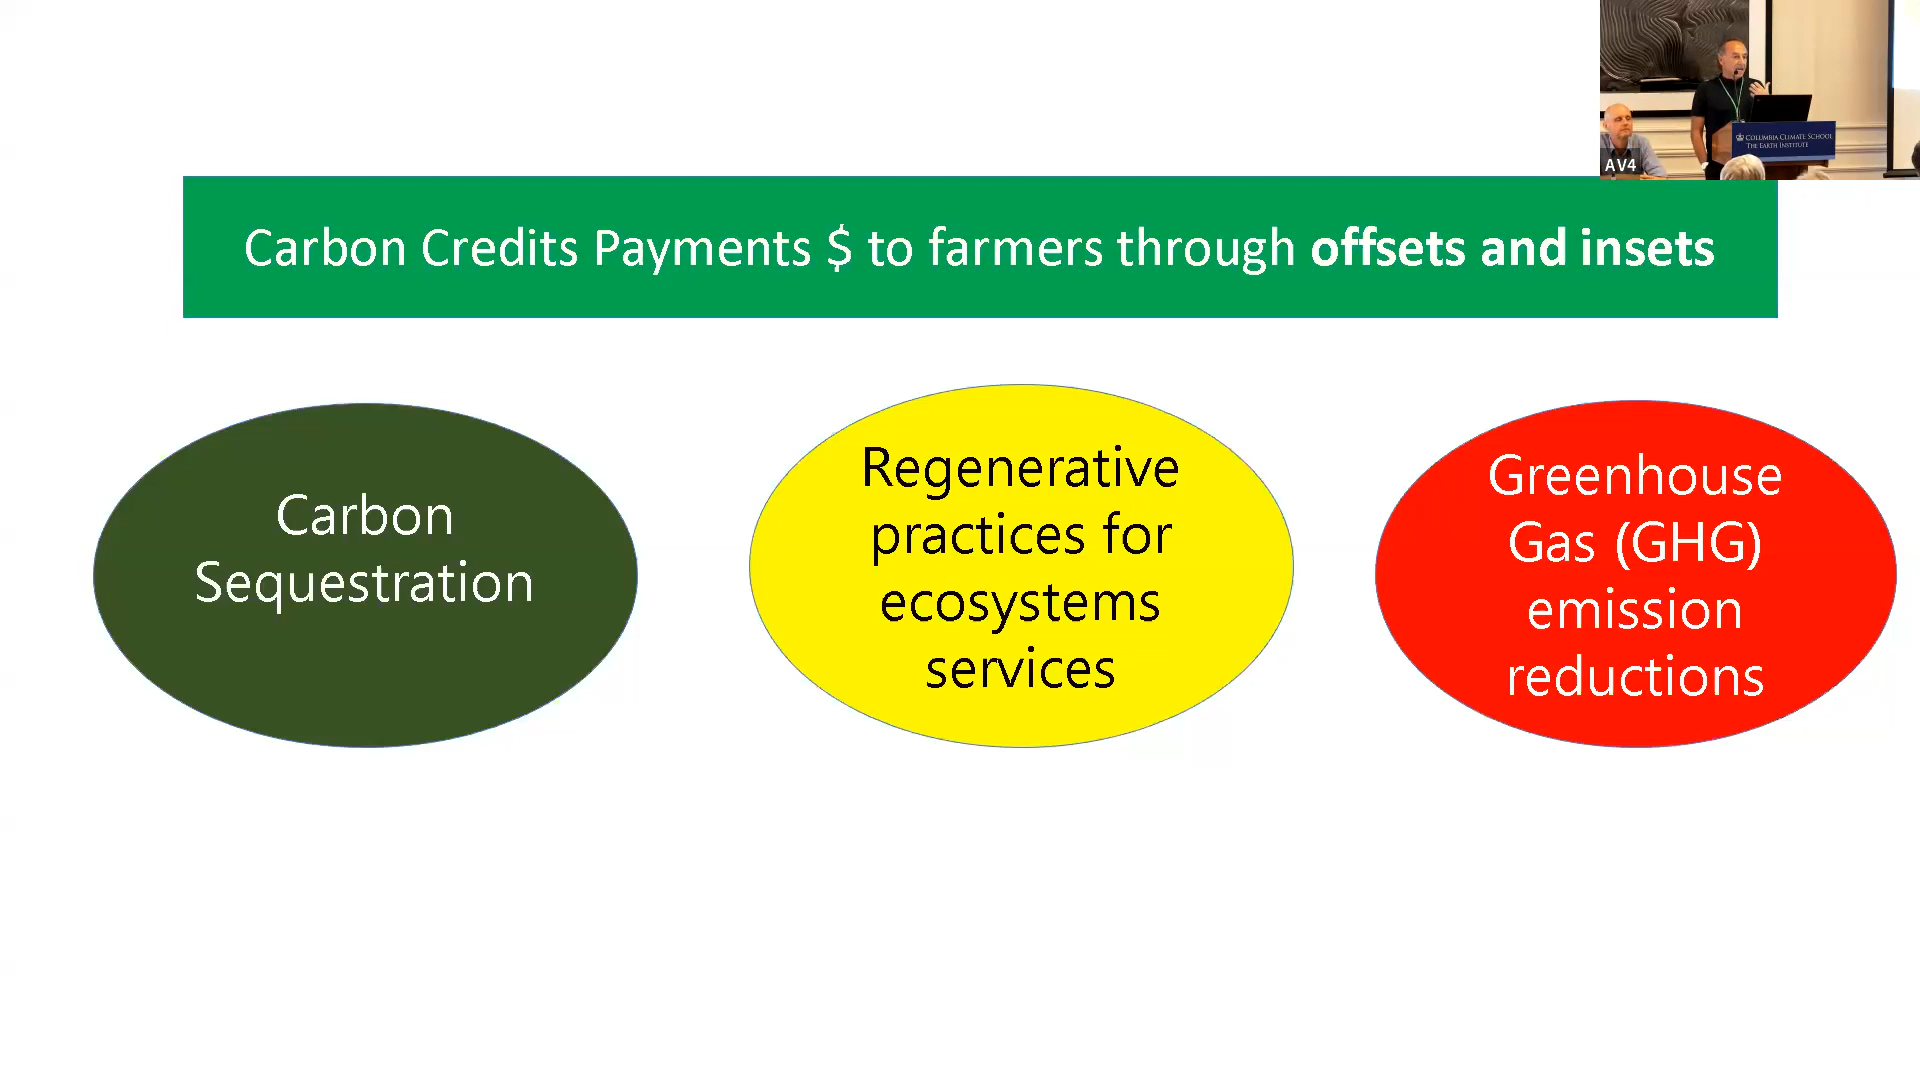 COLUMBIA CLIMATE SCHOOL
THE EARTH INSTITUTE
AV4
Carbon Credits Payments $ to farmers through offsets and insets
Carbon
Sequestration
Regenerative
practices for
ecosystems
services
Greenhouse
Gas (GHG)
emission
reductions